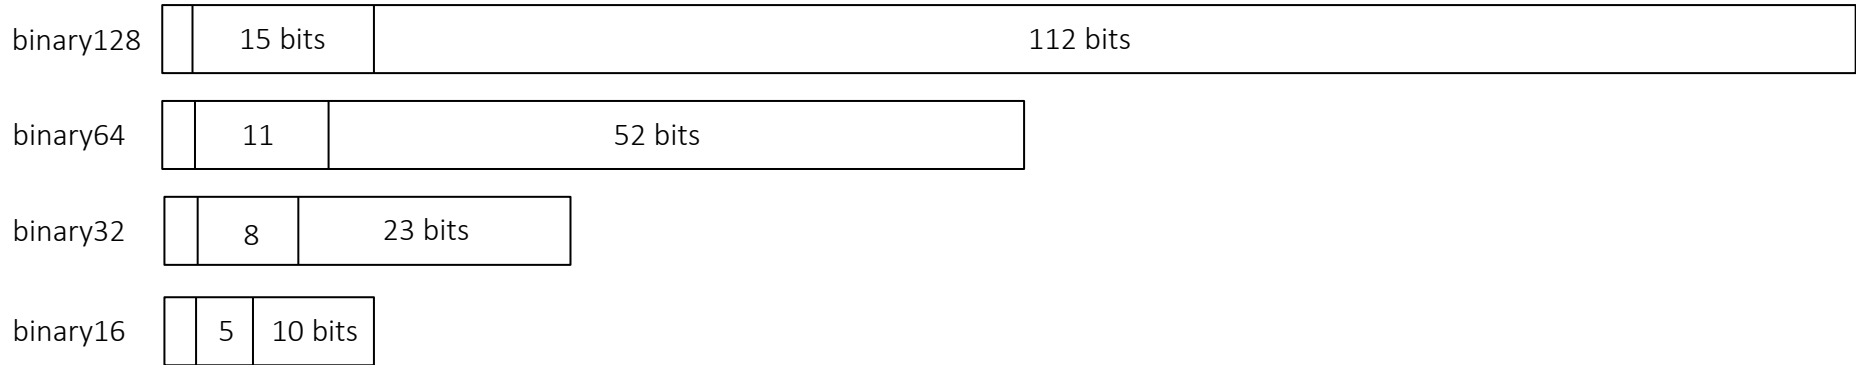 binary128 15 bits 112 bits
binary64 11 52 bits
binary32 8 23 bits
binary16 5 10 bits